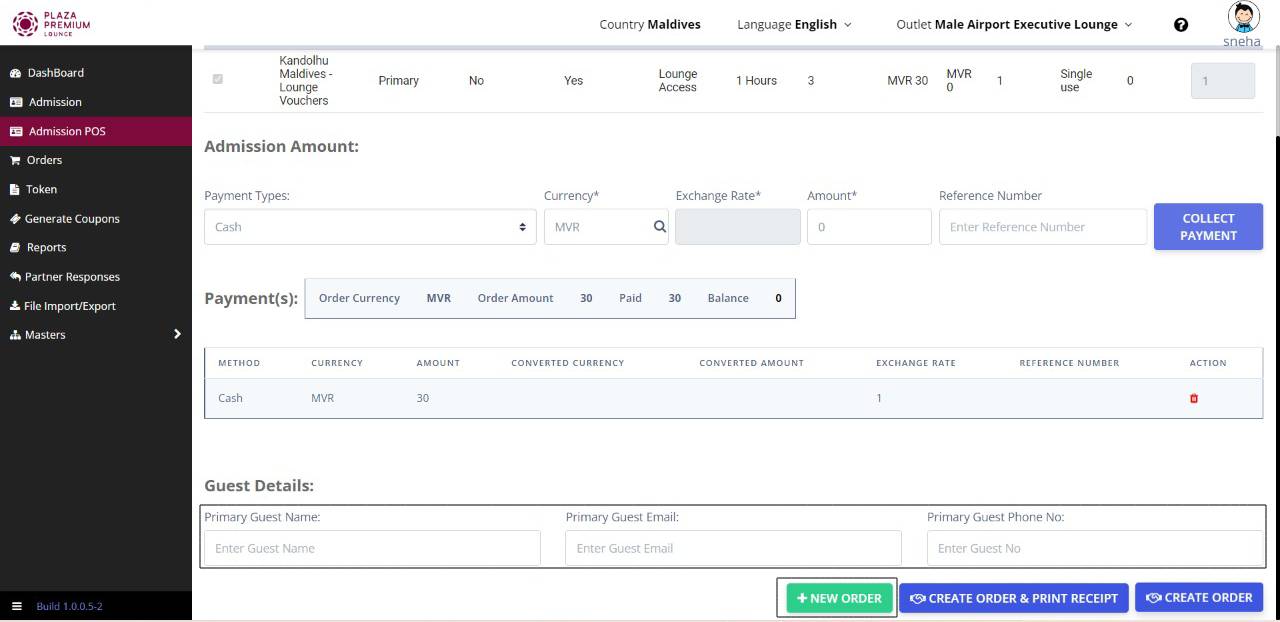 PLAZA
PREMIUM
LOUNGE
Country Maldives
Language English
Outlet Male Airport Executive Lounge
sneha
DashBoard
Admission
Admission POS
Orders
Token
Generate Coupons
Reports
Partner Responses
File Import/Export
Masters
Build 1.0.0.5-2
Kandolhu
Maldives -
Lounge
Vouchers
Primary
No
Yes
Lounge
Access
1 Hours
3
MVR 30
MVR
0
1
Single
use
0
1
Admission Amount:
Payment Types:
Currency*
Exchange Rate*
Amount*
Reference Number
Cash
MVR
0
Enter Reference Number
COLLECT
PAYMENT
Payment(s):
Order Currency MVR Order Amount 30 Paid 30 Balance 0
METHOD CURRENCY AMOUNT CONVERTED CURRENCY CONVERTED AMOUNT EXCHANGE RATE REFERENCE NUMBER ACTION
Cash MVR 30 1
Guest Details:
Primary Guest Name:
Primary Guest Email:
Primary Guest Phone No:
Enter Guest Name
Enter Guest Email
Enter Guest No
+ NEW ORDER
CREATE ORDER & PRINT RECEIPT
CREATE ORDER